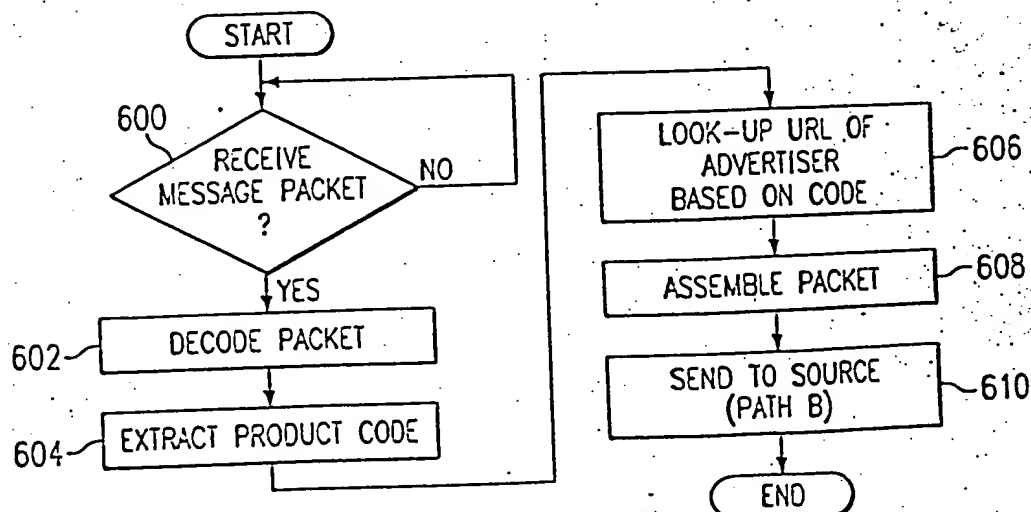 START
600
RECEIVE
MESSAGE PACKET
?
NO
YES
602
DECODE PACKET
604
EXTRACT PRODUCT CODE
LOOK-UP URL OF
ADVERTISER
BASED ON CODE
606
ASSEMBLE PACKET
608
SEND TO SOURCE
(PATH B)
610
END